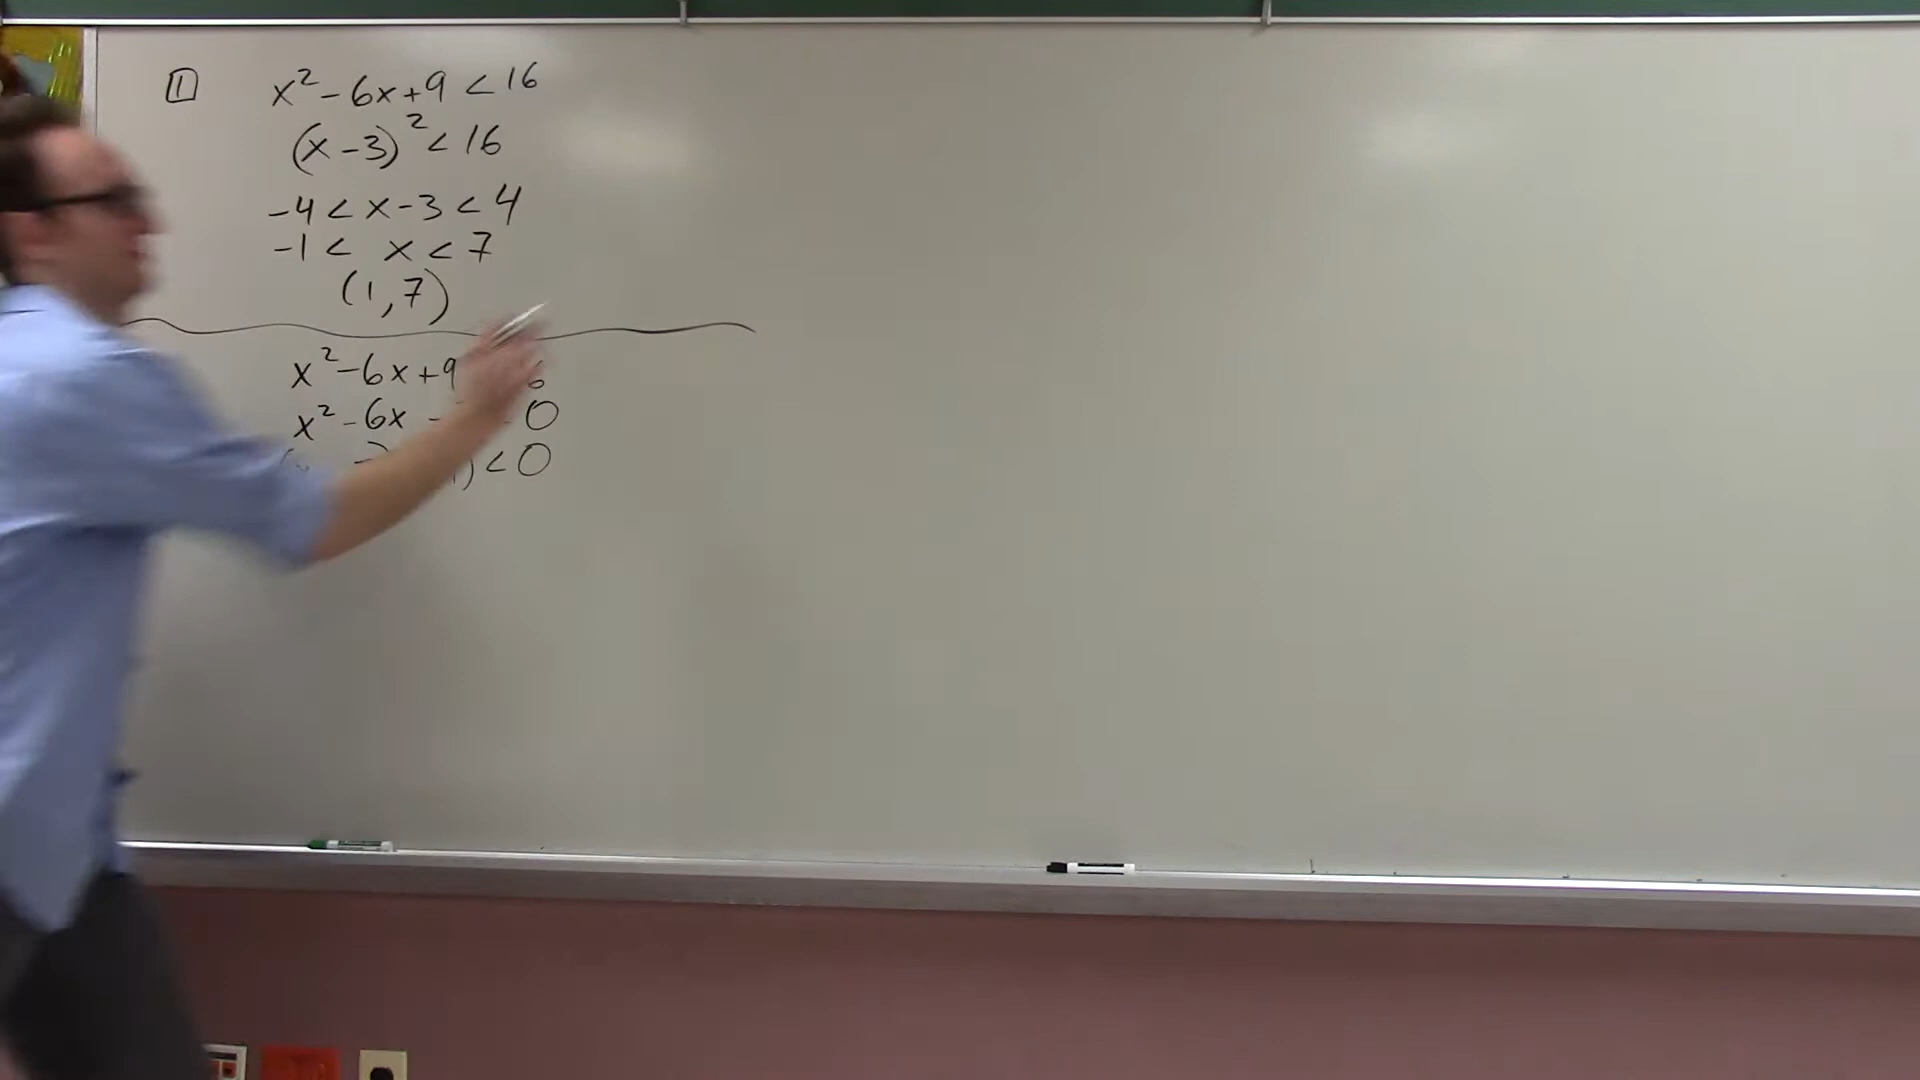 1 x² - 6x + 9 < 16
(x - 3)² < 16
-4 < x - 3 < 4
-1 < x < 7
(1, 7)
x² - 6x + 9
x² - 6x - 0
) < 0